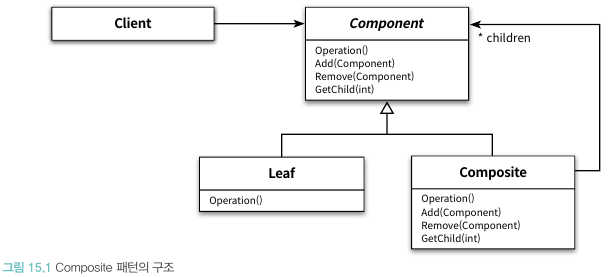 Client
Component
Operation()
Add(Component)
Remove(Component)
GetChild(int)
* children
Leaf
Operation()
Composite
Operation()
Add(Component)
Remove(Component)
GetChild(int)
그림 15.1 Composite 패턴의 구조